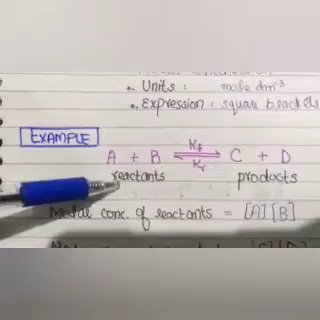 ∴ Units : mole dm⁻³
∴ Expression : square brackets
EXAMPLE
A + B ⇌ C + D
Kf
Kr
reactants products
Molar conc. of reactants = [A][B]